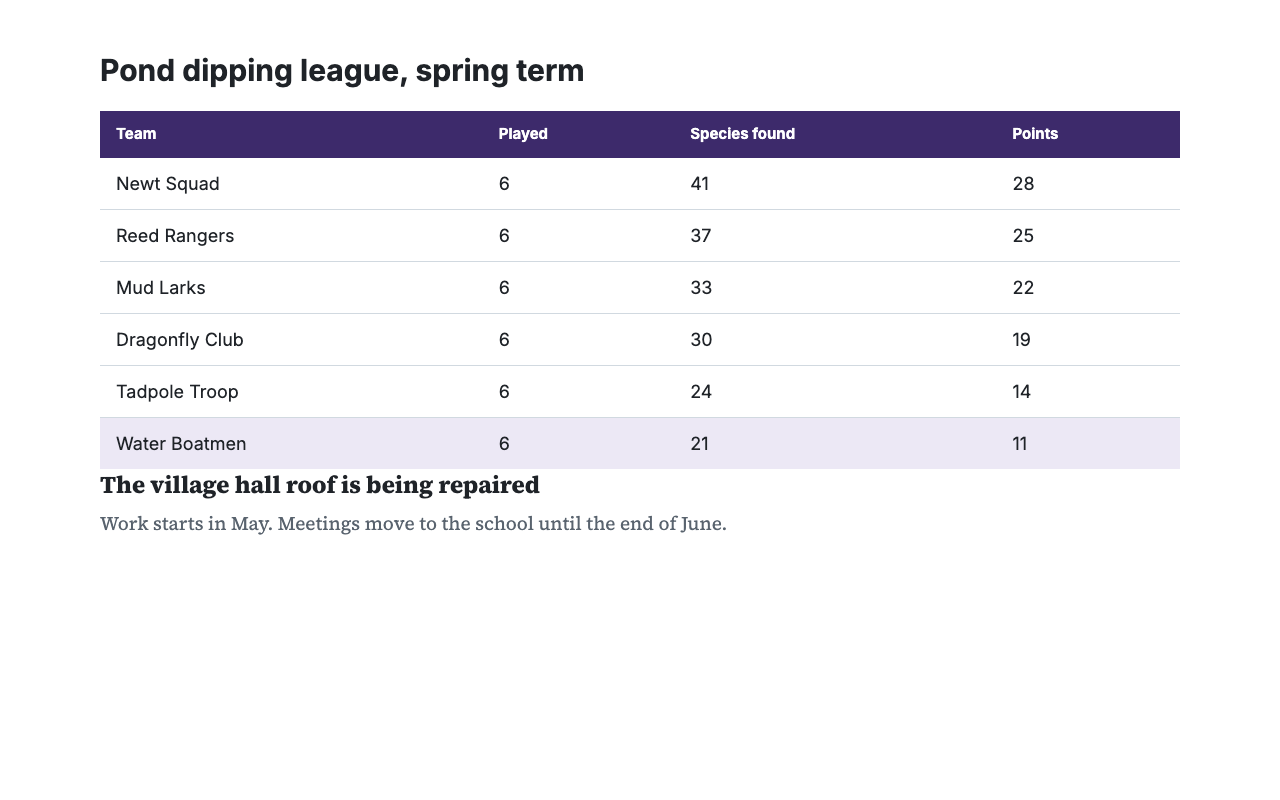 Pond dipping league, spring term
Team Played Species found Points
Newt Squad 6 41 28
Reed Rangers 6 37 25
Mud Larks 6 33 22
Dragonfly Club 6 30 19
Tadpole Troop 6 24 14
Water Boatmen 6 21 11
The village hall roof is being repaired
Work starts in May. Meetings move to the school until the end of June.